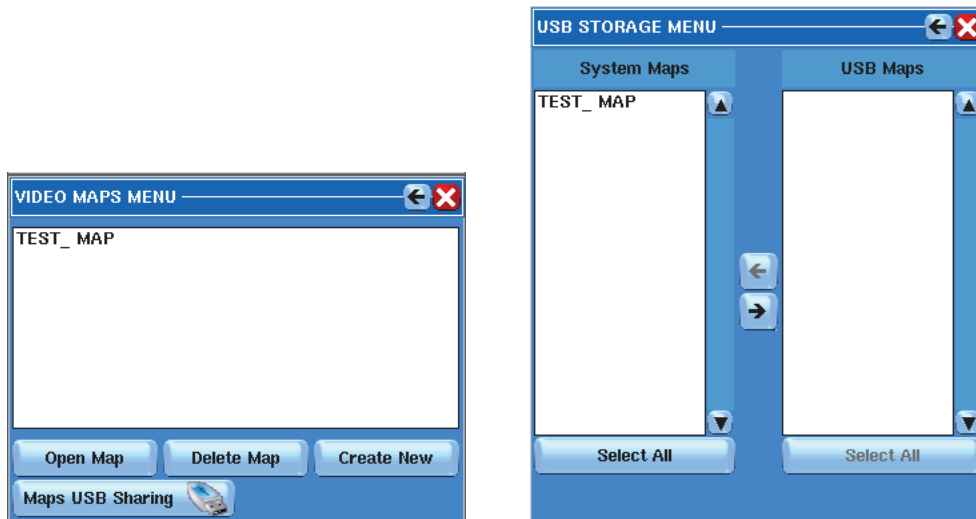 VIDEO MAPS MENU
TEST_ MAP
Open Map Delete Map Create New
Maps USB Sharing
USB STORAGE MENU
System Maps USB Maps
TEST_ MAP
Select All Select All